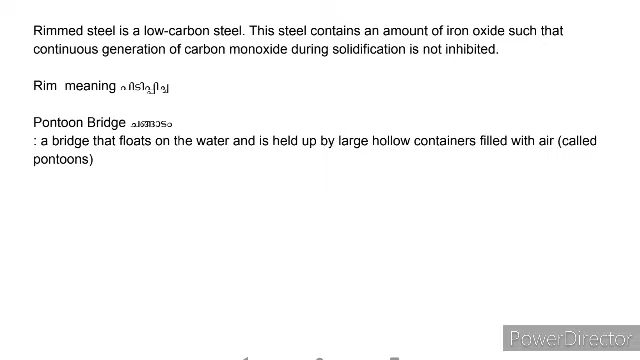 Rimmed steel is a low-carbon steel. This steel contains an amount of iron oxide such that
continuous generation of carbon monoxide during solidification is not inhibited.
Rim meaning പിടിപ്പിച്ച
Pontoon Bridge ചങ്ങാടം
: a bridge that floats on the water and is held up by large hollow containers filled with air (called
pontoons)
PowerDirector